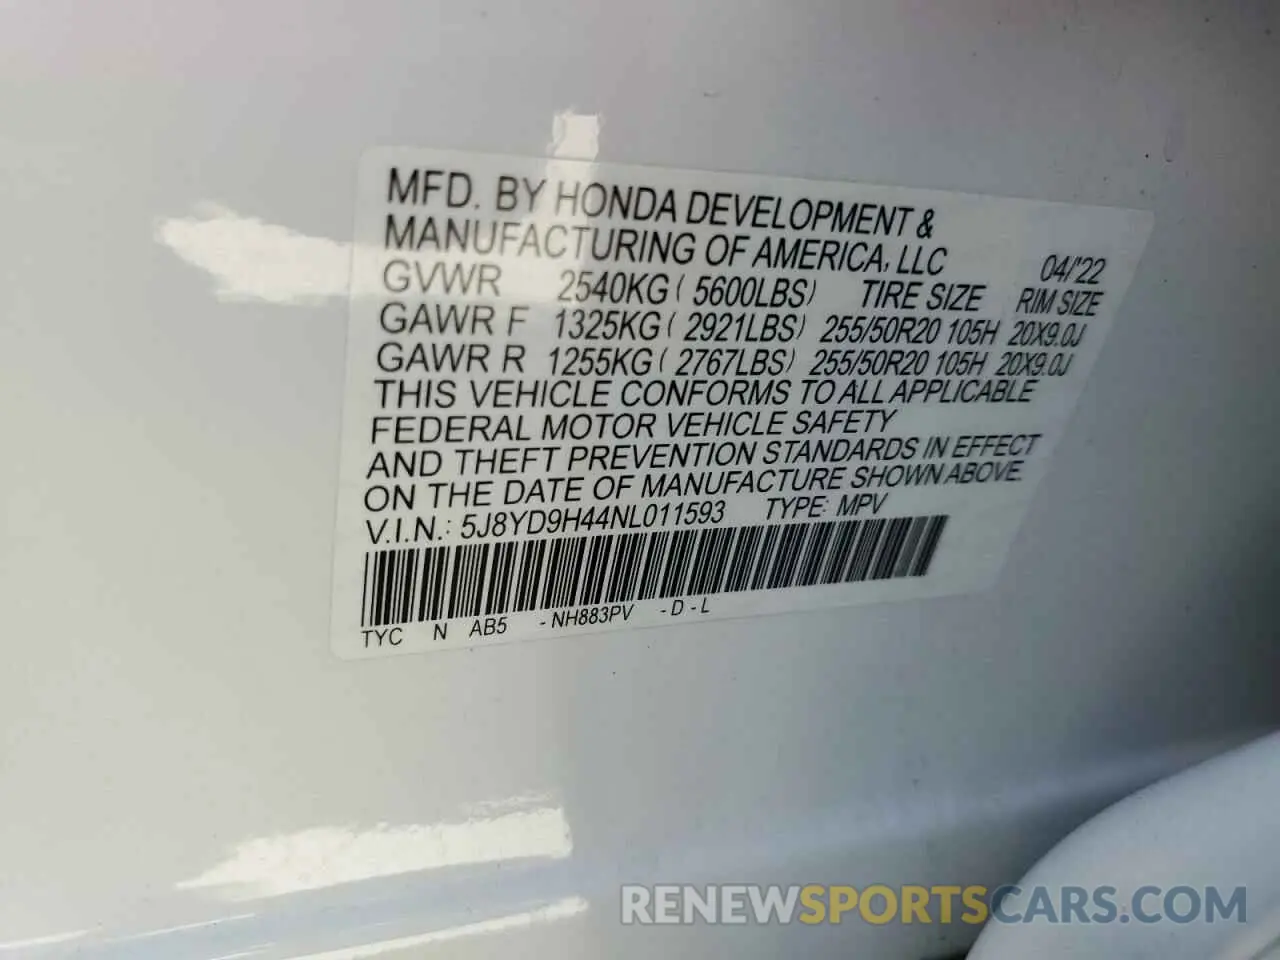 MFD. BY HONDA DEVELOPMENT &
MANUFACTURING OF AMERICA, LLC 04/'22
GVWR 2540KG ( 5600LBS) TIRE SIZE RIM SIZE
GAWR F 1325KG ( 2921LBS) 255/50R20 105H 20X9.0J
GAWR R 1255KG ( 2767LBS) 255/50R20 105H 20X9.0J
THIS VEHICLE CONFORMS TO ALL APPLICABLE
FEDERAL MOTOR VEHICLE SAFETY
AND THEFT PREVENTION STANDARDS IN EFFECT
ON THE DATE OF MANUFACTURE SHOWN ABOVE.
V.I.N.: 5J8YD9H44NL011593 TYPE: MPV
TYC N AB5 - NH883PV - D - L
RENEWSPORTSCARS.COM